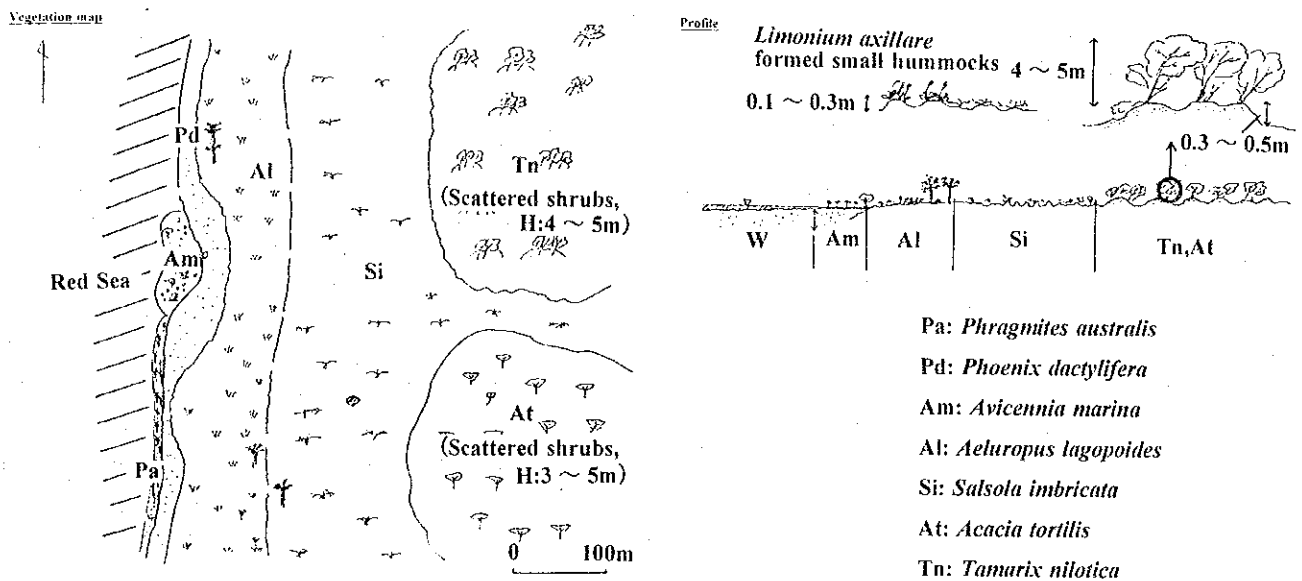 Vegetation map
Pd
Al
Tn
(Scattered shrubs,
H:4 ~ 5m)
Am
Red Sea
Si
At
(Scattered shrubs,
H:3 ~ 5m)
Pa
0 100m
Profile
Limonium axillare
formed small hummocks
4 ~ 5m
0.1 ~ 0.3m
0.3 ~ 0.5m
W Am Al Si Tn,At
Pa: Phragmites australis
Pd: Phoenix dactylifera
Am: Avicennia marina
Al: Aeluropus lagopoides
Si: Salsola imbricata
At: Acacia tortilis
Tn: Tamarix nilotica